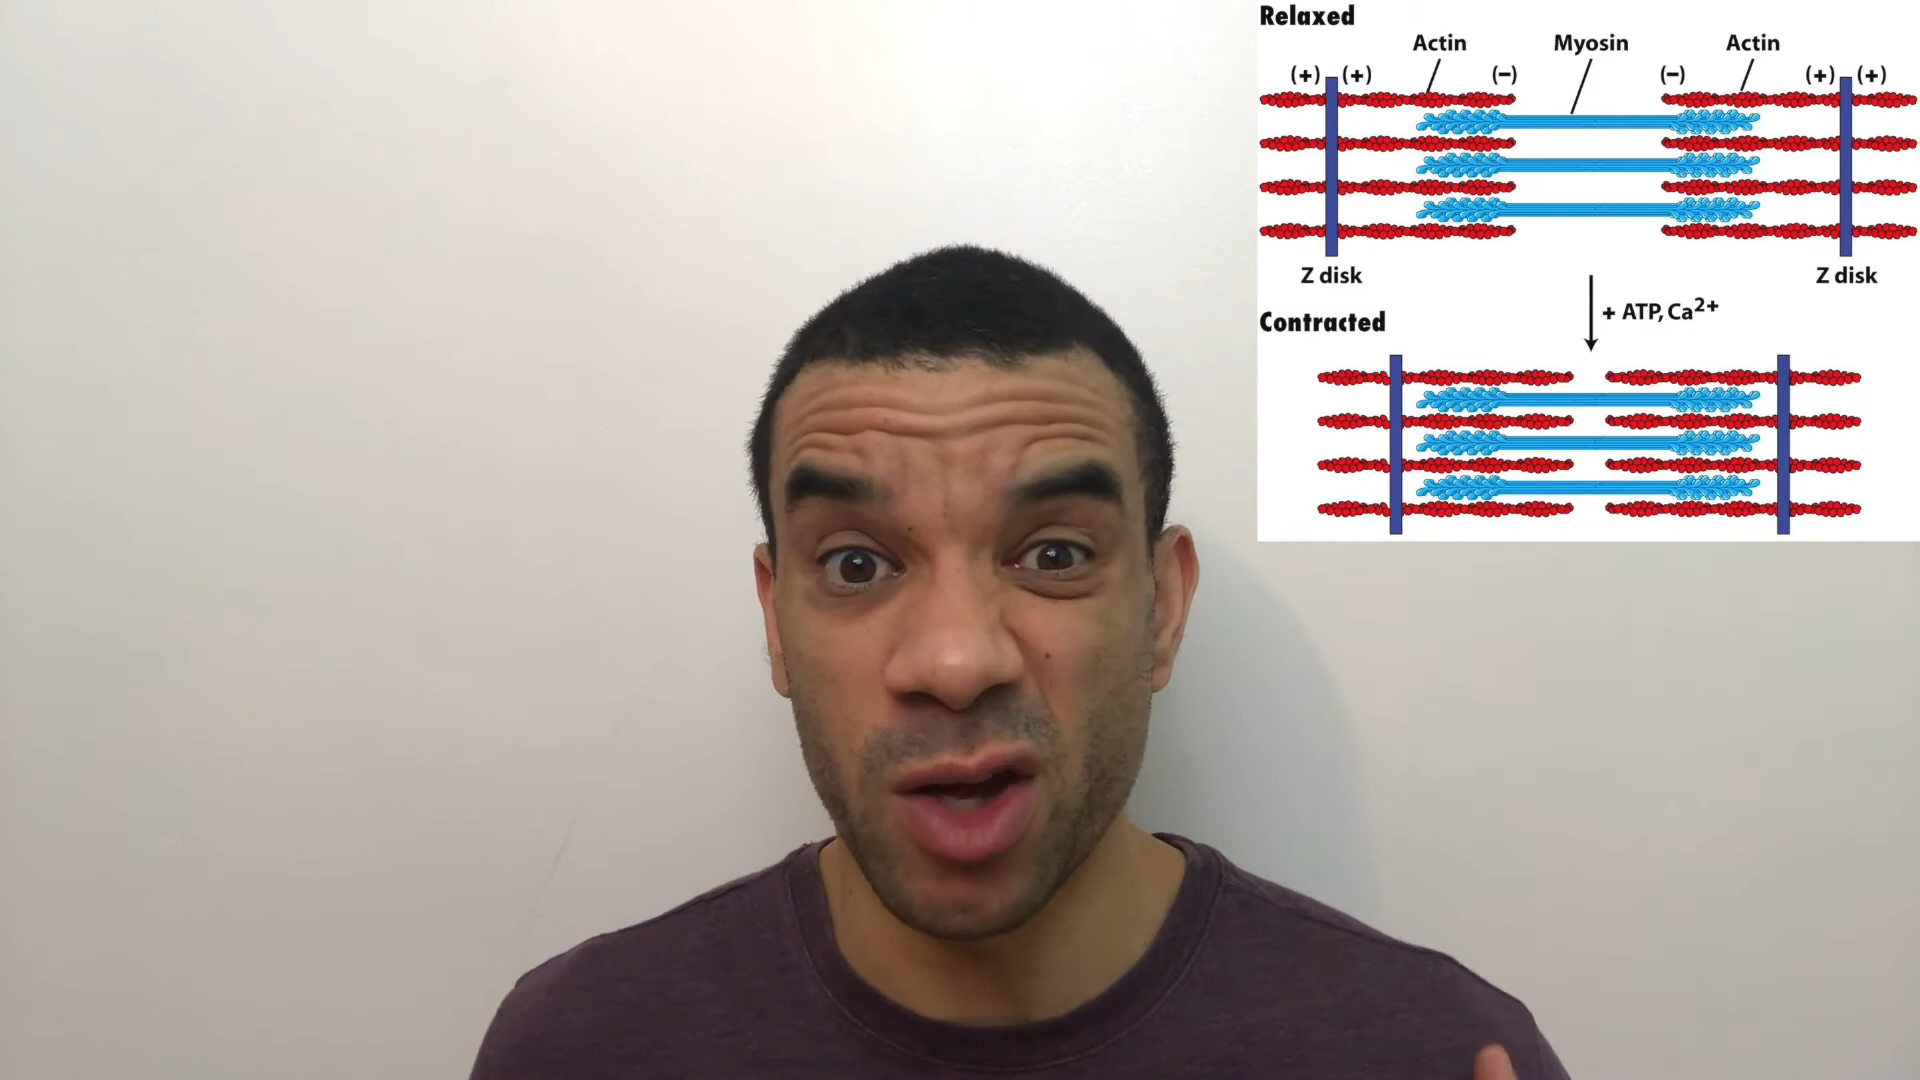 Relaxed
Actin Myosin Actin
(+) (+) (−) (−) (+) (+)
Z disk Z disk
+ ATP, Ca2+
Contracted